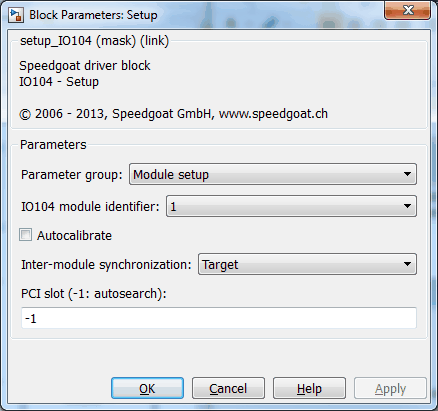 Block Parameters: Setup
setup_IO104 (mask) (link)
Speedgoat driver block
IO104 - Setup
© 2006 - 2013, Speedgoat GmbH, www.speedgoat.ch
Parameters
Parameter group: Module setup
IO104 module identifier: 1
Autocalibrate
Inter-module synchronization: Target
PCI slot (-1: autosearch):
-1
OK Cancel Help Apply